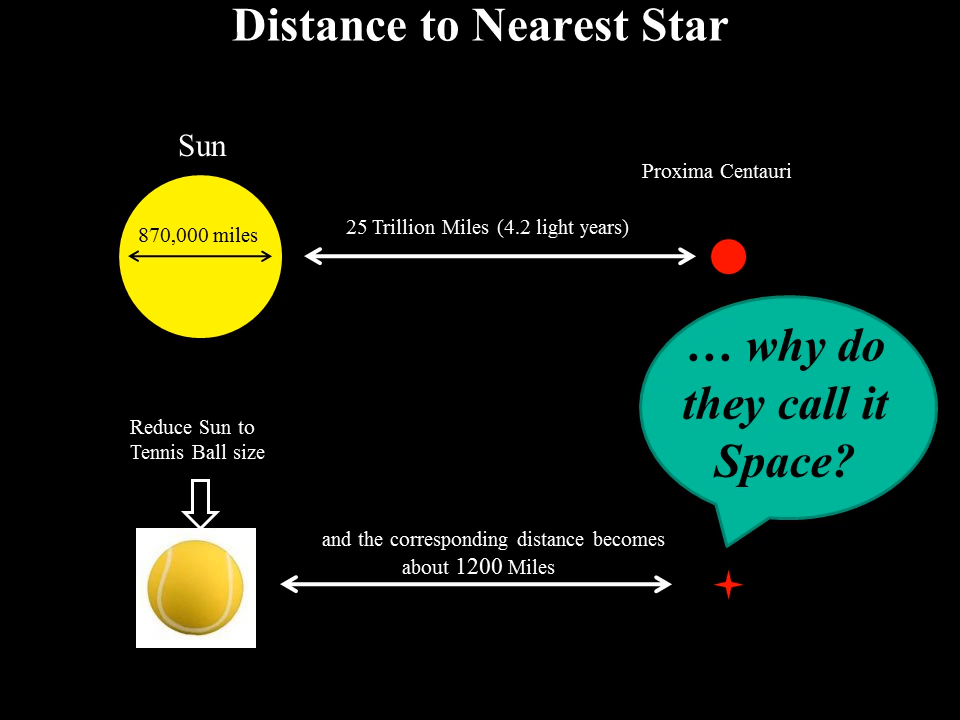 Distance to Nearest Star
Sun
Proxima Centauri
870,000 miles
25 Trillion Miles (4.2 light years)
… why do
they call it
Space?
Reduce Sun to
Tennis Ball size
and the corresponding distance becomes
about 1200 Miles